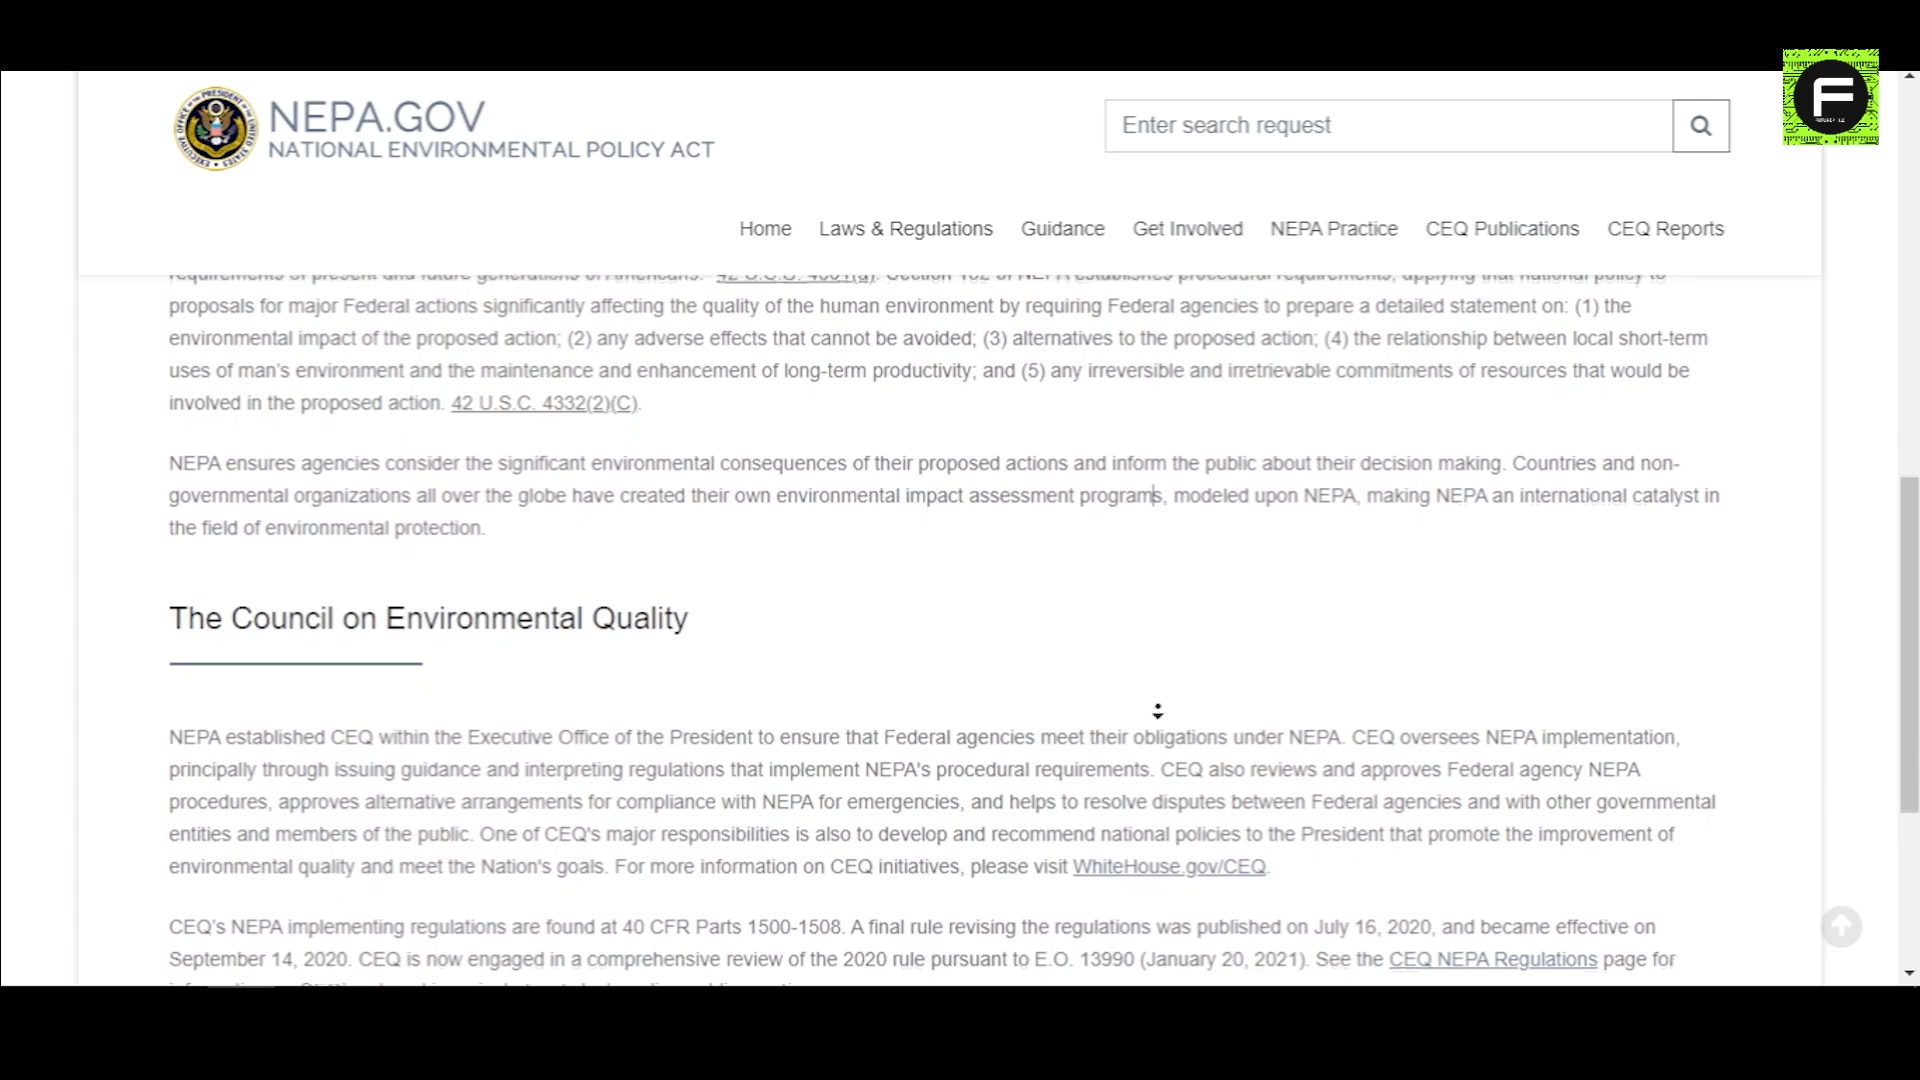 NEPA.GOV
NATIONAL ENVIRONMENTAL POLICY ACT
Enter search request
F
Home Laws & Regulations Guidance Get Involved NEPA Practice CEQ Publications CEQ Reports
proposals for major Federal actions significantly affecting the quality of the human environment by requiring Federal agencies to prepare a detailed statement on: (1) the
environmental impact of the proposed action; (2) any adverse effects that cannot be avoided; (3) alternatives to the proposed action; (4) the relationship between local short-term
uses of man's environment and the maintenance and enhancement of long-term productivity; and (5) any irreversible and irretrievable commitments of resources that would be
involved in the proposed action. 42 U.S.C. 4332(2)(C).
NEPA ensures agencies consider the significant environmental consequences of their proposed actions and inform the public about their decision making. Countries and non-
governmental organizations all over the globe have created their own environmental impact assessment programs, modeled upon NEPA, making NEPA an international catalyst in
the field of environmental protection.
The Council on Environmental Quality
NEPA established CEQ within the Executive Office of the President to ensure that Federal agencies meet their obligations under NEPA. CEQ oversees NEPA implementation,
principally through issuing guidance and interpreting regulations that implement NEPA's procedural requirements. CEQ also reviews and approves Federal agency NEPA
procedures, approves alternative arrangements for compliance with NEPA for emergencies, and helps to resolve disputes between Federal agencies and with other governmental
entities and members of the public. One of CEQ's major responsibilities is also to develop and recommend national policies to the President that promote the improvement of
environmental quality and meet the Nation's goals. For more information on CEQ initiatives, please visit WhiteHouse.gov/CEQ.
CEQ's NEPA implementing regulations are found at 40 CFR Parts 1500-1508. A final rule revising the regulations was published on July 16, 2020, and became effective on
September 14, 2020. CEQ is now engaged in a comprehensive review of the 2020 rule pursuant to E.O. 13990 (January 20, 2021). See the CEQ NEPA Regulations page for